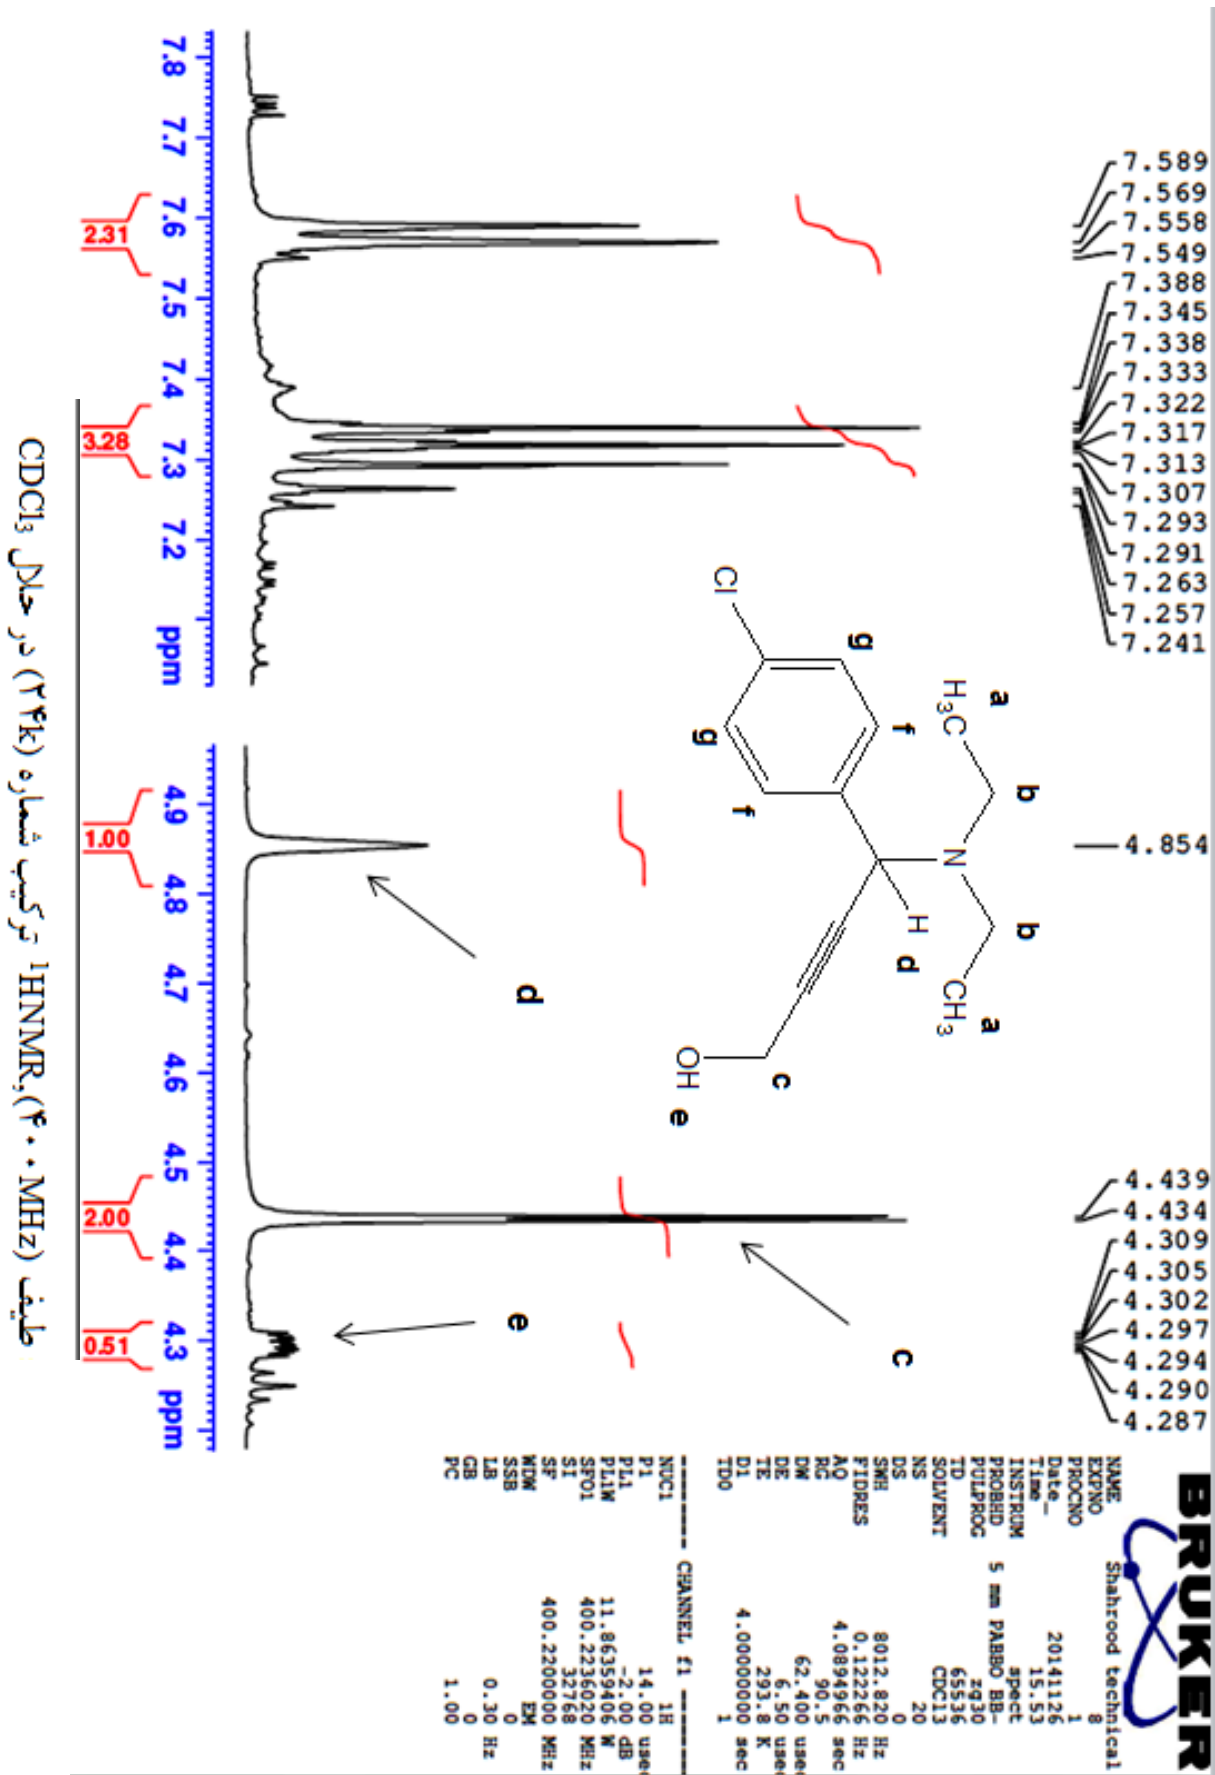 7.589
7.569
7.558
7.549
7.388
7.345
7.338
7.333
7.322
7.317
7.313
7.307
7.293
7.291
7.263
7.257
7.241
4.854
4.439
4.434
4.309
4.305
4.302
4.297
4.294
4.290
4.287
BRUKER
NAME Shahrood technical
EXPNO 8
PROCNO 1
Date_ 20141126
Time 15.53
INSTRUM spect
PROBHD 5 mm PABBO BB-
PULPROG zg30
TD 65536
SOLVENT CDCl3
NS 20
DS 0
SWH 8012.820 Hz
FIDRES 0.122266 Hz
AQ 4.0894966 sec
RG 90.5
DW 62.400 usec
DE 6.50 usec
TE 293.8 K
D1 4.00000000 sec
TD0 1
CHANNEL f1
NUC1 1H
P1 14.00 usec
PL1 -2.00 dB
PL1W 11.86359406 W
SFO1 400.2236020 MHz
SI 32768
SF 400.2200000 MHz
WDW EM
SSB 0
LB 0.30 Hz
GB 0
PC 1.00
a
H₃C
b
N
b
CH₃
a
H
d
f
g
Cl
g
f
c
OH
e
d
c
e
7.8 7.7 7.6 7.5 7.4 7.3 7.2 ppm
2.31
3.28
4.9 4.8 4.7 4.6 4.5 4.4 4.3 ppm
1.00
2.00
0.51
طیف ¹HNMR,(۴۰۰MHz) ترکیب شماره (۲۴k) در حلال CDCl₃